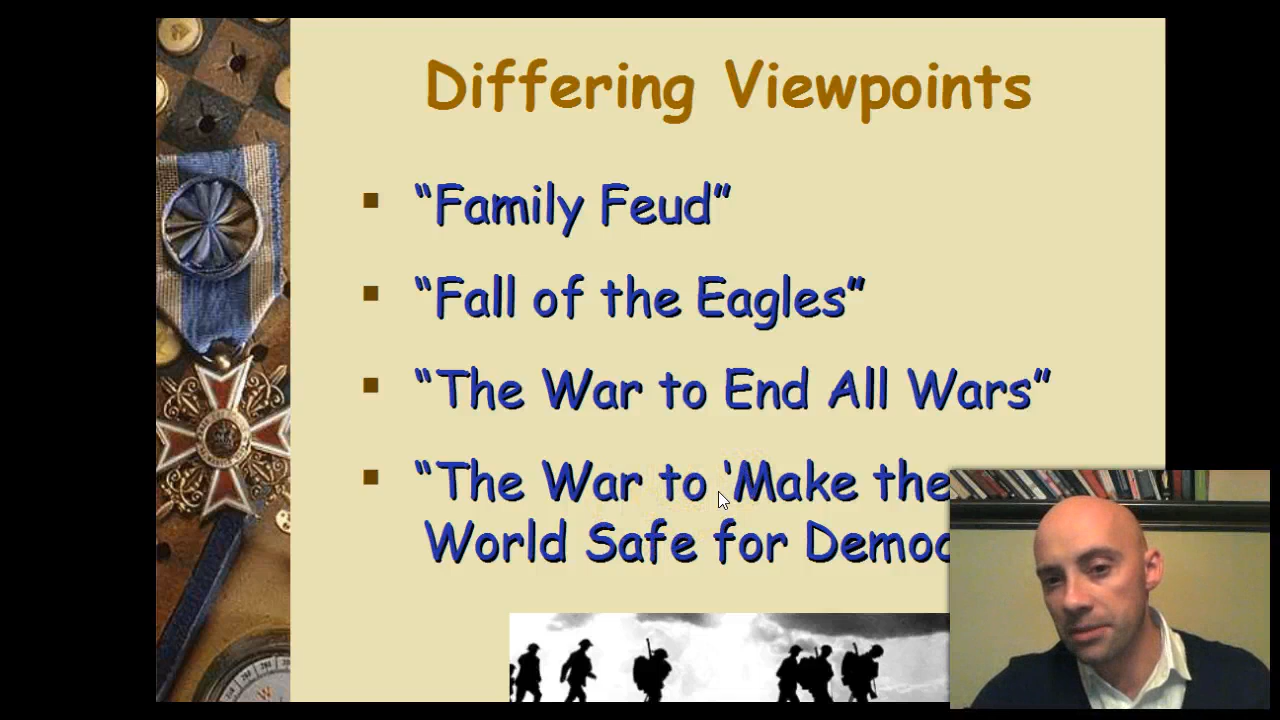 Differing Viewpoints
“Family Feud”
“Fall of the Eagles”
“The War to End All Wars”
“The War to ‘Make the
World Safe for Democ